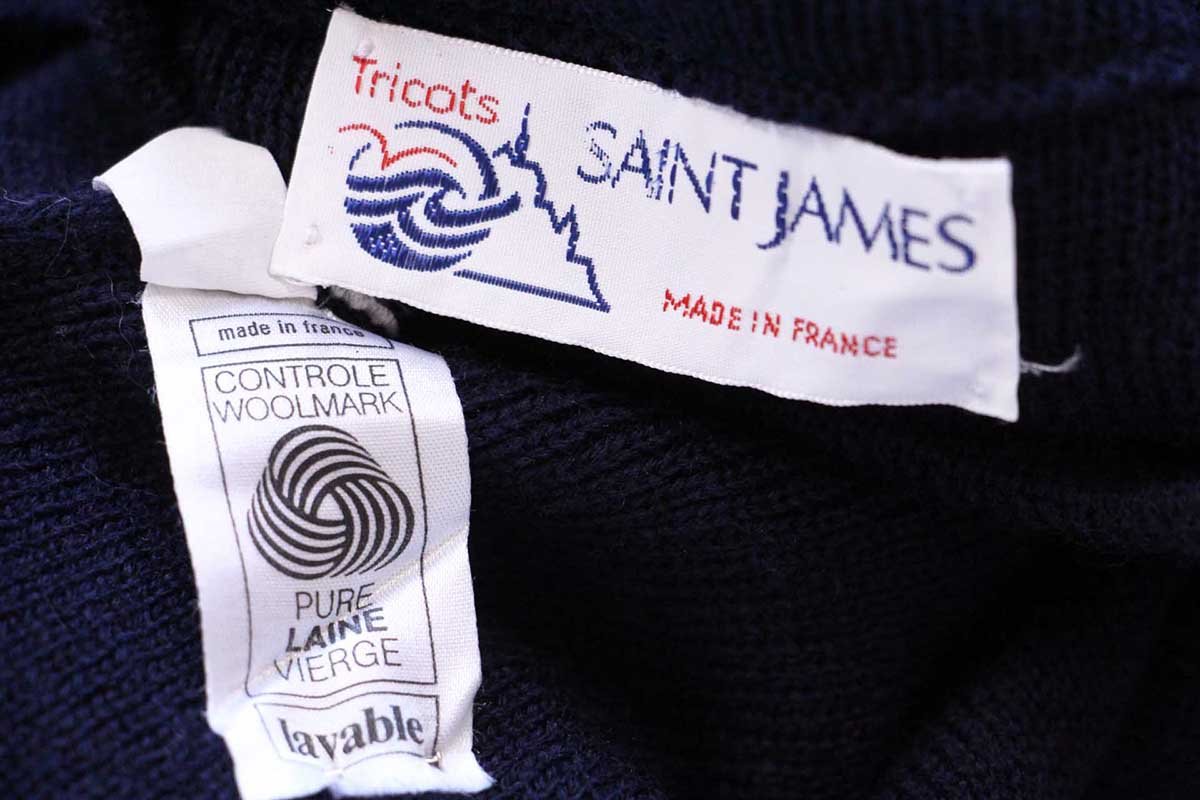 Tricots
SAINT JAMES
MADE IN FRANCE
made in france
CONTROLE
WOOLMARK
PURE
LAINE
VIERGE
lavable